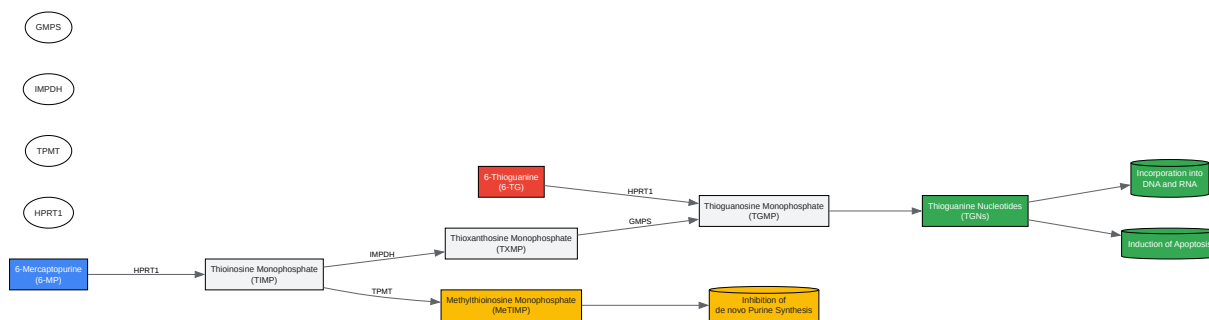 GMPS
IMPDH
TPMT
HPRT1
6-Mercaptopurine
(6-MP)
HPRT1
Thioinosine Monophosphate
(TIMP)
IMPDH
TPMT
6-Thioguanine
(6-TG)
Thioxanthosine Monophosphate
(TXMP)
Methylthioinosine Monophosphate
(MeTIMP)
HPRT1
GMPS
Thioguanosine Monophosphate
(TGMP)
Inhibition of
de novo Purine Synthesis
Thioguanine Nucleotides
(TGNs)
Incorporation into
DNA and RNA
Induction of Apoptosis